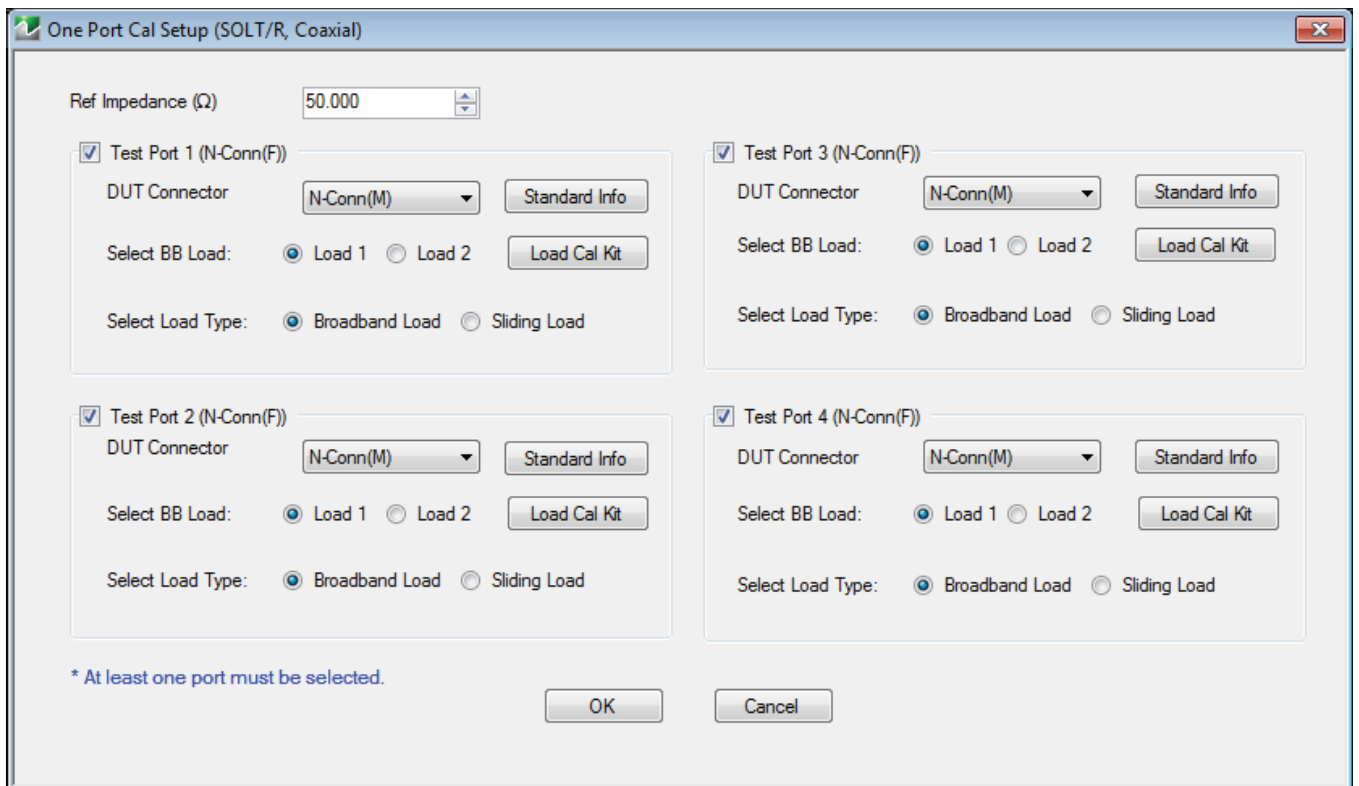 One Port Cal Setup (SOLT/R, Coaxial)
Ref Impedance (Ω) 50.000
Test Port 1 (N-Conn(F))
DUT Connector N-Conn(M) Standard Info
Select BB Load: Load 1 Load 2 Load Cal Kit
Select Load Type: Broadband Load Sliding Load
Test Port 3 (N-Conn(F))
DUT Connector N-Conn(M) Standard Info
Select BB Load: Load 1 Load 2 Load Cal Kit
Select Load Type: Broadband Load Sliding Load
Test Port 2 (N-Conn(F))
DUT Connector N-Conn(M) Standard Info
Select BB Load: Load 1 Load 2 Load Cal Kit
Select Load Type: Broadband Load Sliding Load
Test Port 4 (N-Conn(F))
DUT Connector N-Conn(M) Standard Info
Select BB Load: Load 1 Load 2 Load Cal Kit
Select Load Type: Broadband Load Sliding Load
* At least one port must be selected.
OK Cancel